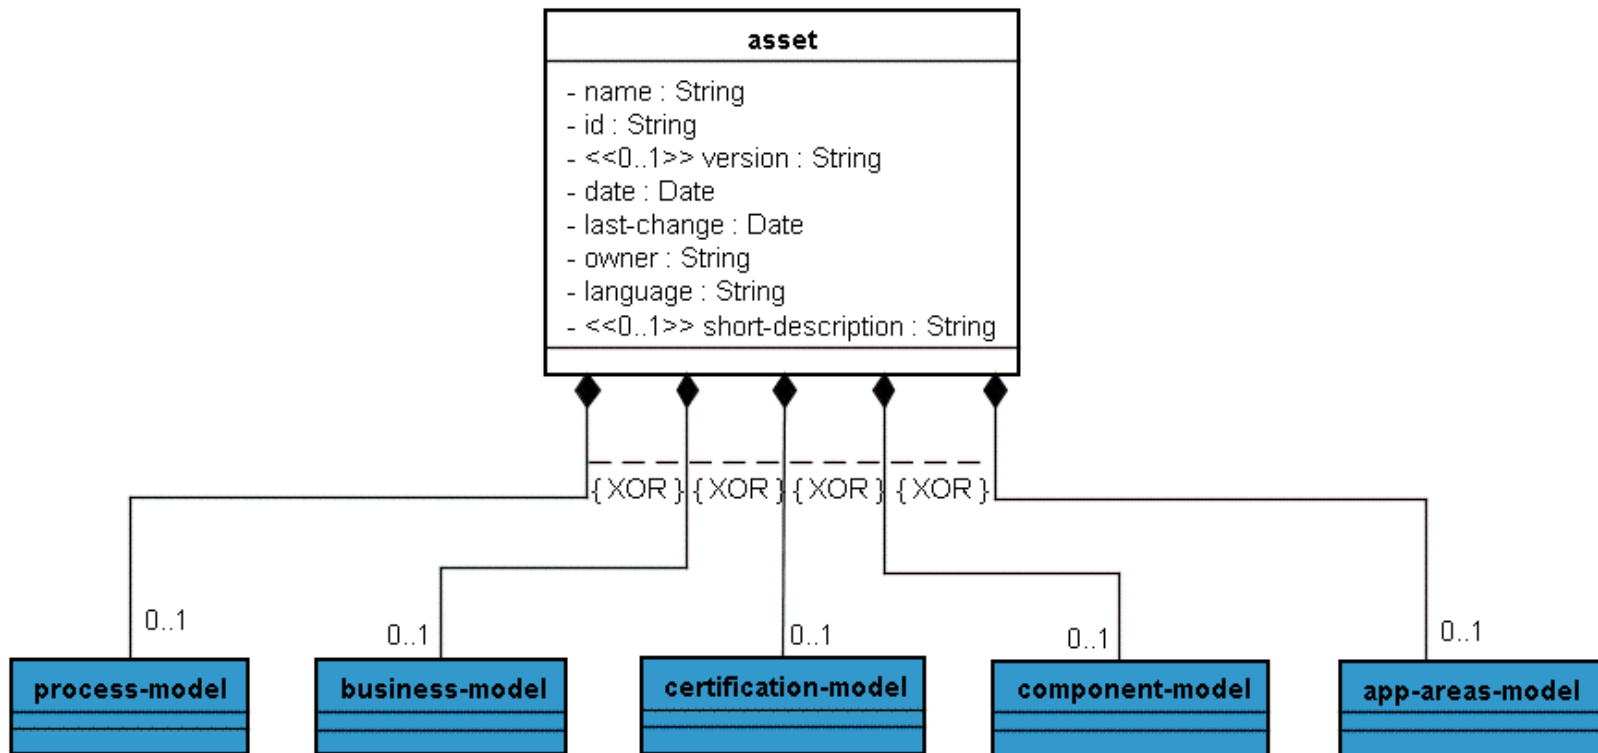 asset
- name : String
- id : String
- <<0..1>> version : String
- date : Date
- last-change : Date
- owner : String
- language : String
- <<0..1>> short-description : String
{XOR} {XOR} {XOR} {XOR}
0..1 0..1 0..1 0..1 0..1
process-model business-model certification-model component-model app-areas-model